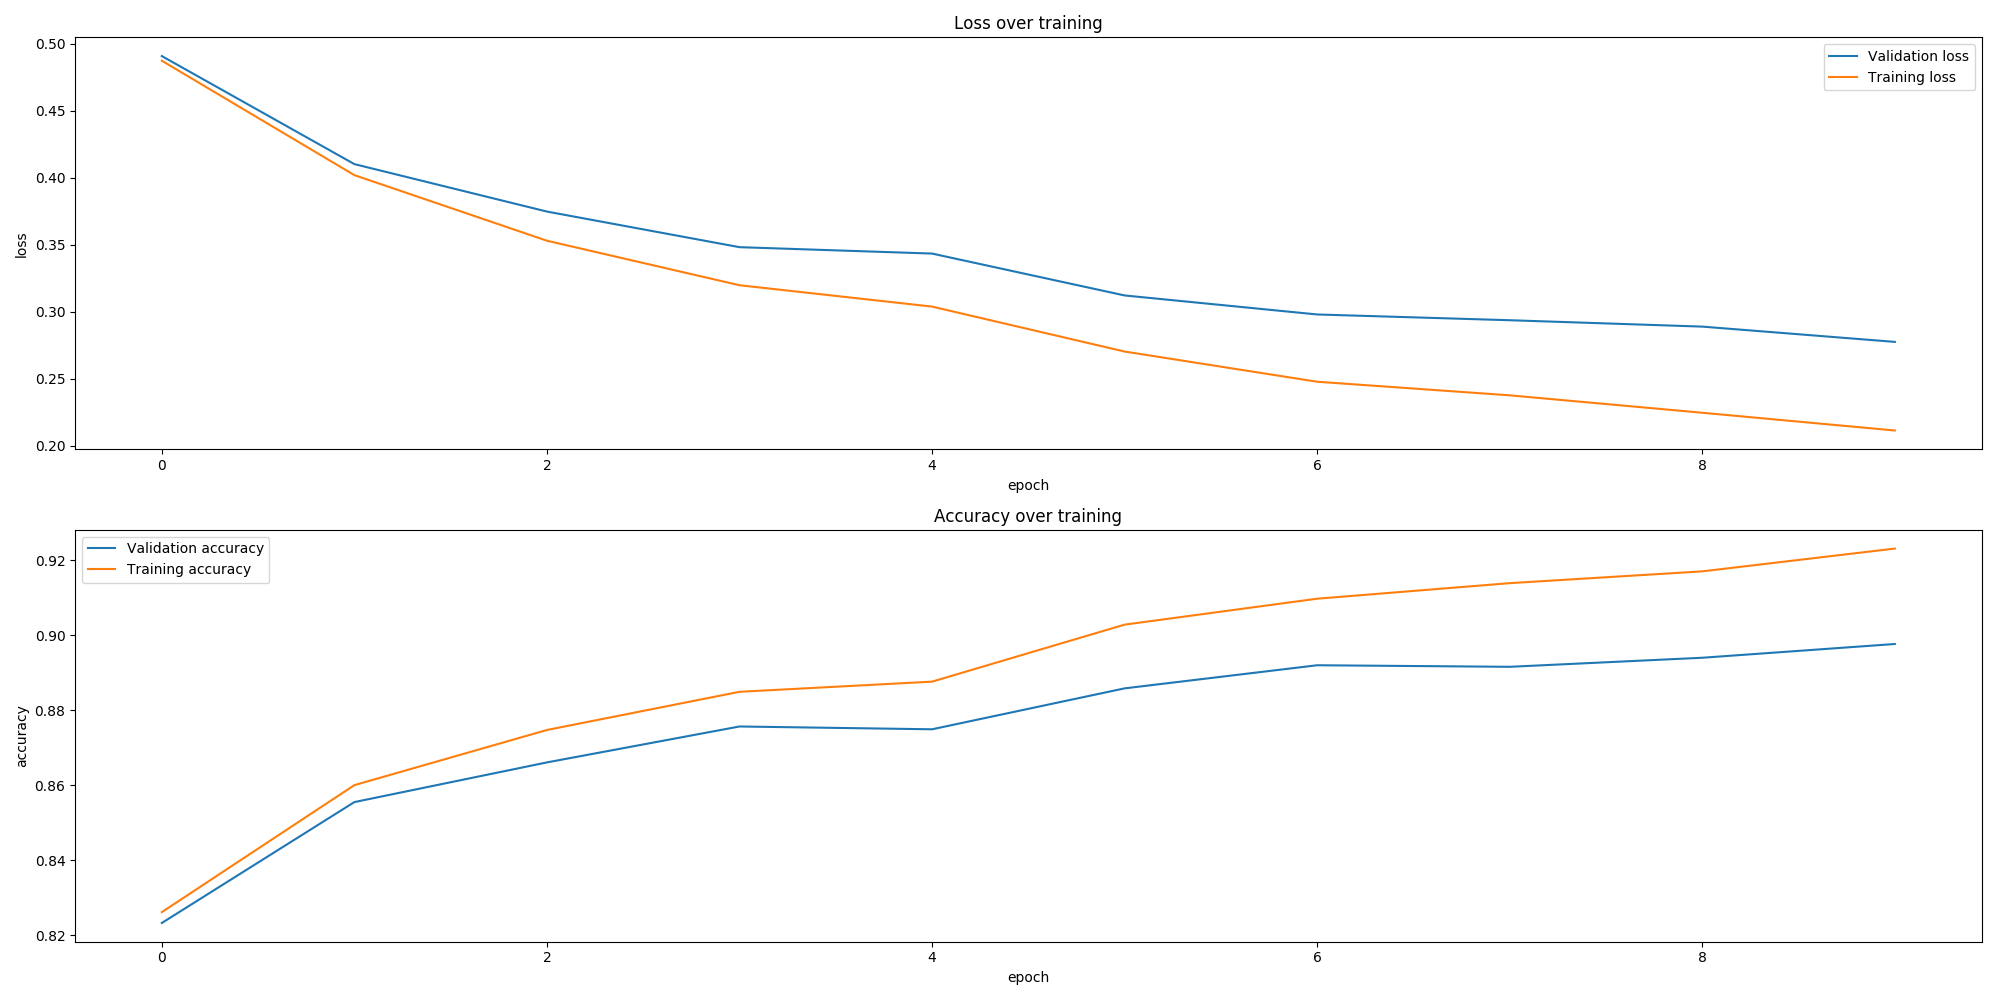 Loss over training
Validation loss
Training loss
0.50
0.45
0.40
0.35
0.30
0.25
0.20
loss
0 2 4 6 8
epoch
Accuracy over training
Validation accuracy
Training accuracy
0.92
0.90
0.88
0.86
0.84
0.82
accuracy
0 2 4 6 8
epoch